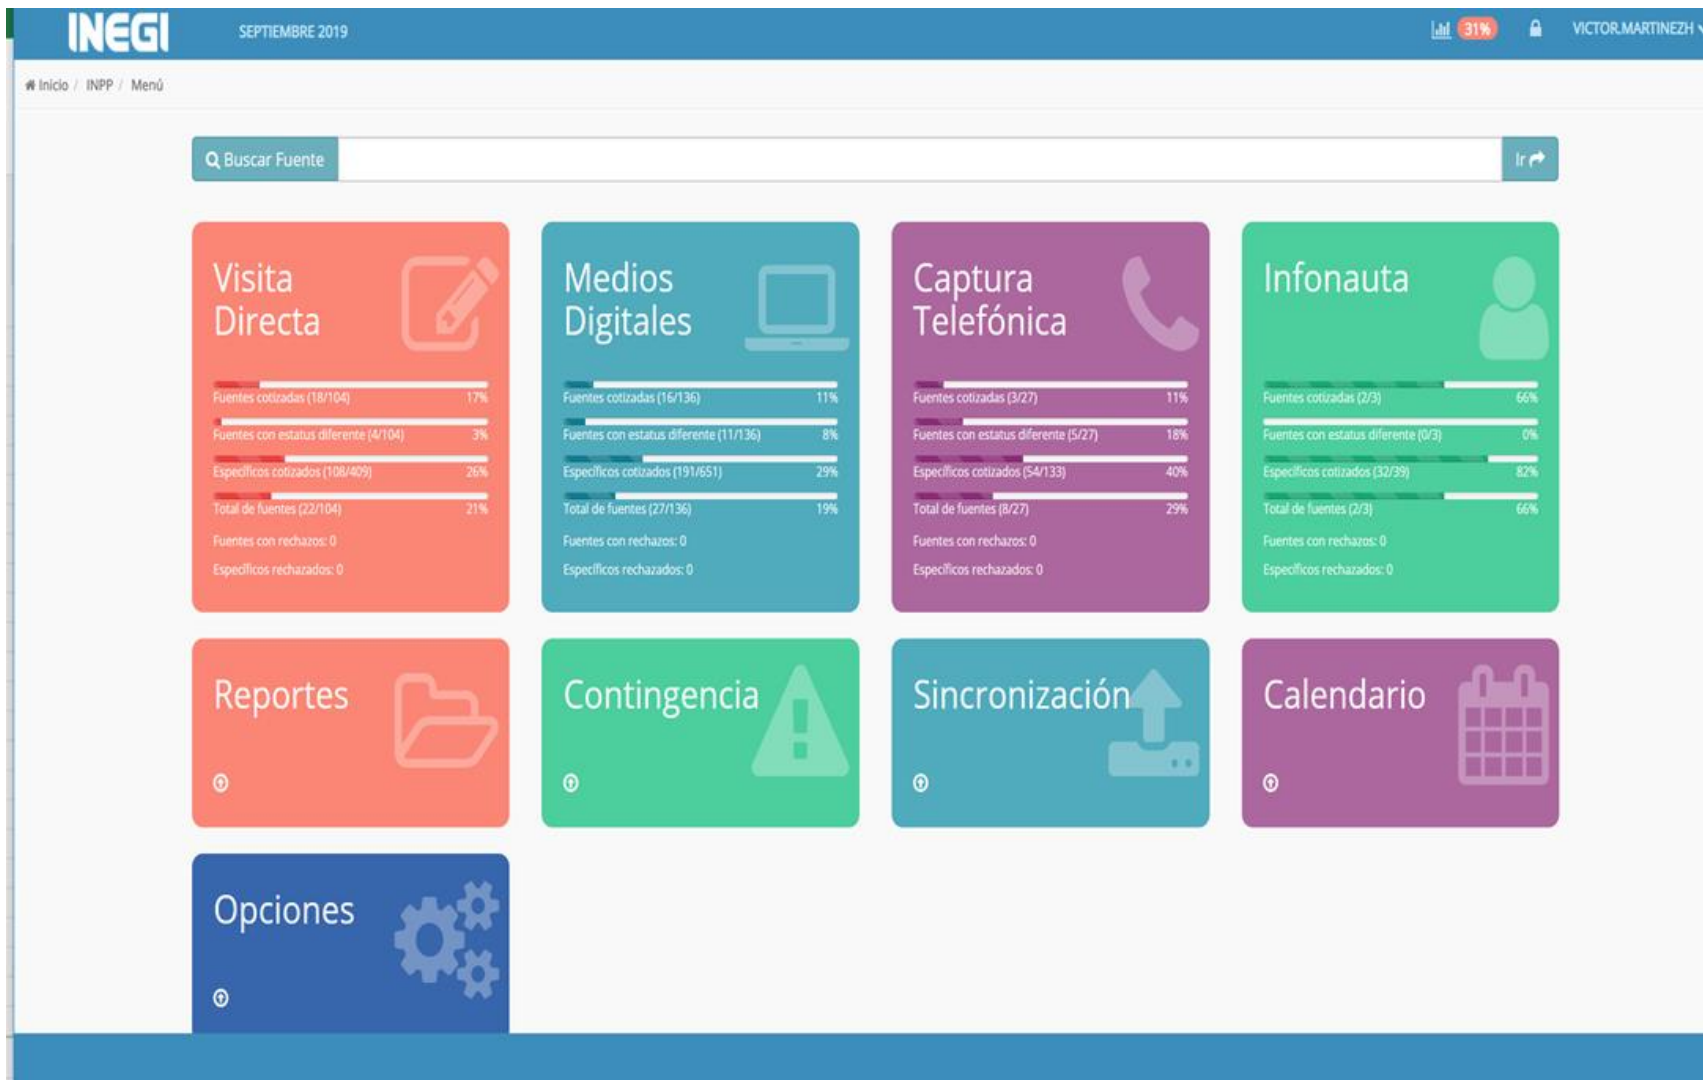 INEGI
SEPTIEMBRE 2019
31%
VICTOR.MARTINEZH
Inicio / INPP / Menú
Buscar Fuente
Ir
Visita
Directa
Fuentes cotizadas (18/104) 17%
Fuentes con estatus diferente (4/104) 3%
Específicos cotizados (108/409) 26%
Total de fuentes (22/104) 21%
Fuentes con rechazos: 0
Específicos rechazados: 0
Medios
Digitales
Fuentes cotizadas (16/136) 11%
Fuentes con estatus diferente (11/136) 8%
Específicos cotizados (191/651) 29%
Total de fuentes (27/136) 19%
Fuentes con rechazos: 0
Específicos rechazados: 0
Captura
Telefónica
Fuentes cotizadas (3/27) 11%
Fuentes con estatus diferente (5/27) 18%
Específicos cotizados (54/133) 40%
Total de fuentes (8/27) 29%
Fuentes con rechazos: 0
Específicos rechazados: 0
Infonauta
Fuentes cotizadas (2/3) 66%
Fuentes con estatus diferente (0/3) 0%
Específicos cotizados (32/39) 82%
Total de fuentes (2/3) 66%
Fuentes con rechazos: 0
Específicos rechazados: 0
Reportes
Contingencia
Sincronización
Calendario
Opciones